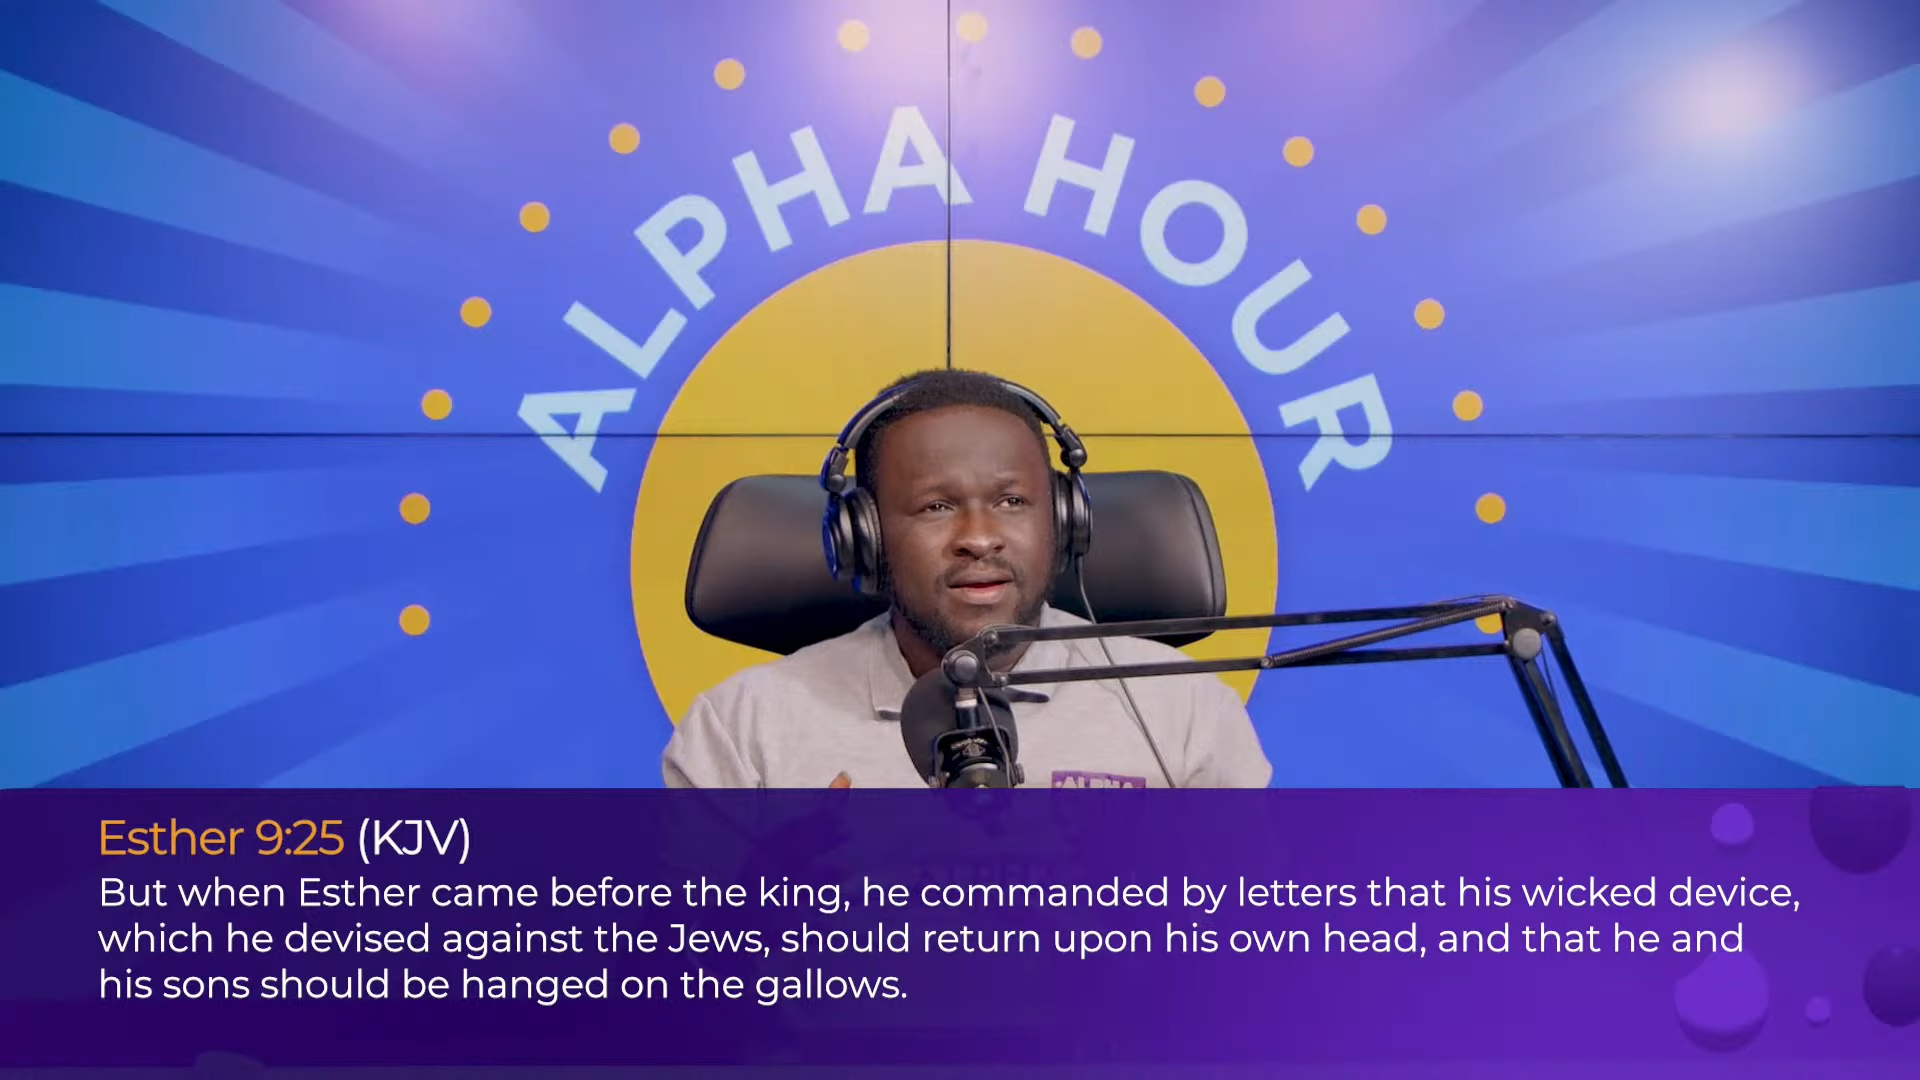 ALPHA HOUR
ALPHA
Esther 9:25 (KJV)
But when Esther came before the king, he commanded by letters that his wicked device,
which he devised against the Jews, should return upon his own head, and that he and
his sons should be hanged on the gallows.